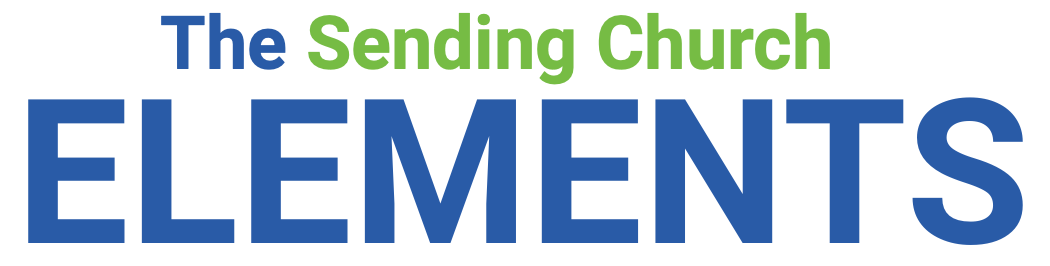 The Sending Church
ELEMENTS